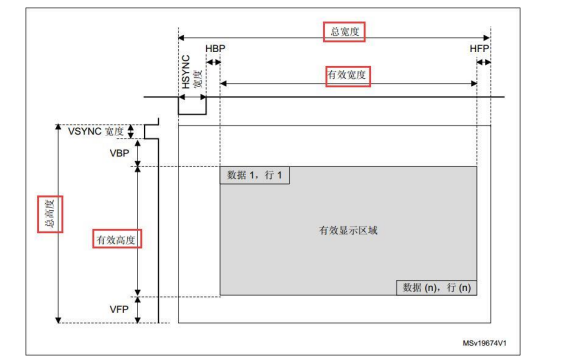 总宽度
HBP
HFP
HSYNC
宽度
有效宽度
VSYNC 宽度
VBP
数据 1，行 1
总高度
有效高度
有效显示区域
数据 (n)，行 (n)
VFP
MSv19674V1